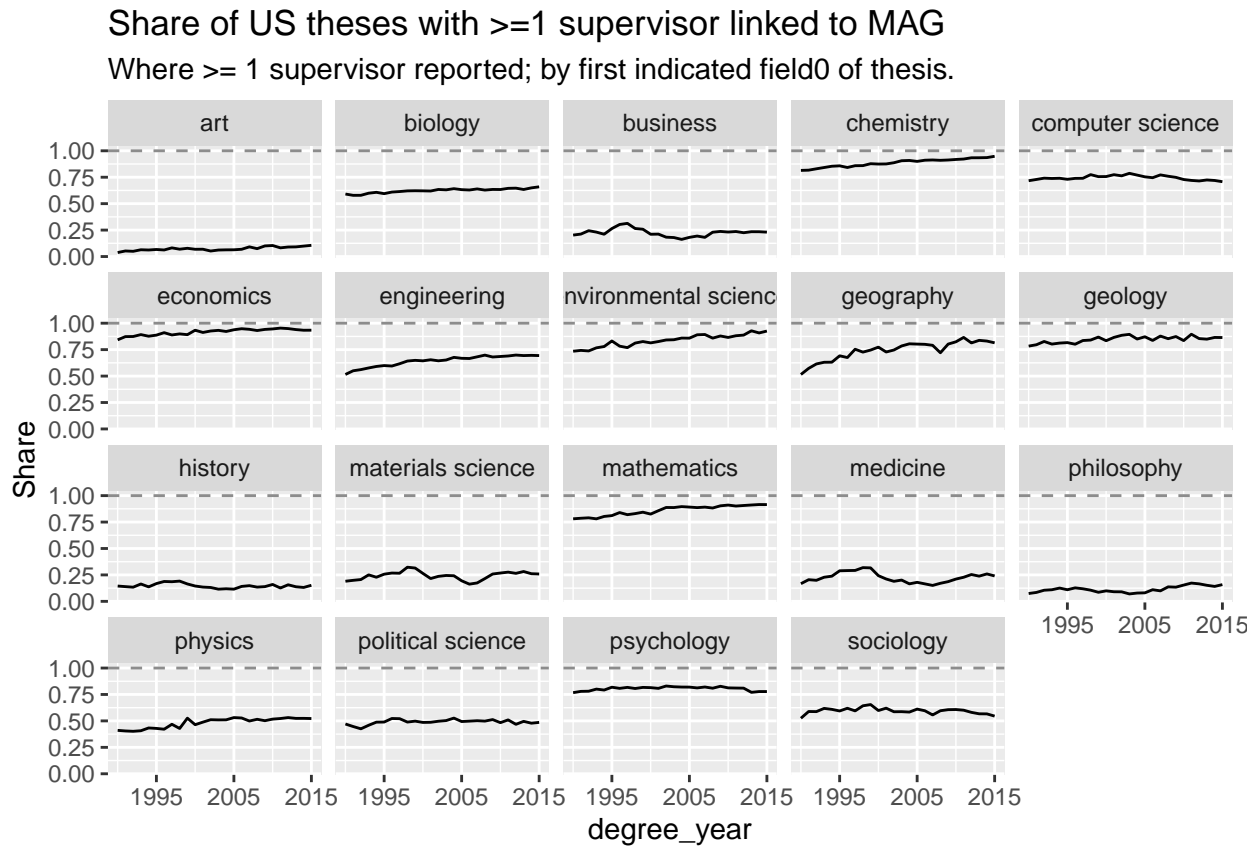 Share of US theses with >=1 supervisor linked to MAG
Where >= 1 supervisor reported; by first indicated field0 of thesis.
art biology business chemistry computer science
1.00
0.75
0.50
0.25
0.00
economics engineering nvironmental scienc geography geology
1.00
0.75
0.50
0.25
0.00
history materials science mathematics medicine philosophy
1.00
0.75
0.50
0.25
0.00
1995 2005 2015
physics political science psychology sociology
1.00
0.75
0.50
0.25
0.00
1995 2005 2015 1995 2005 2015 1995 2005 2015 1995 2005 2015
Share
degree_year